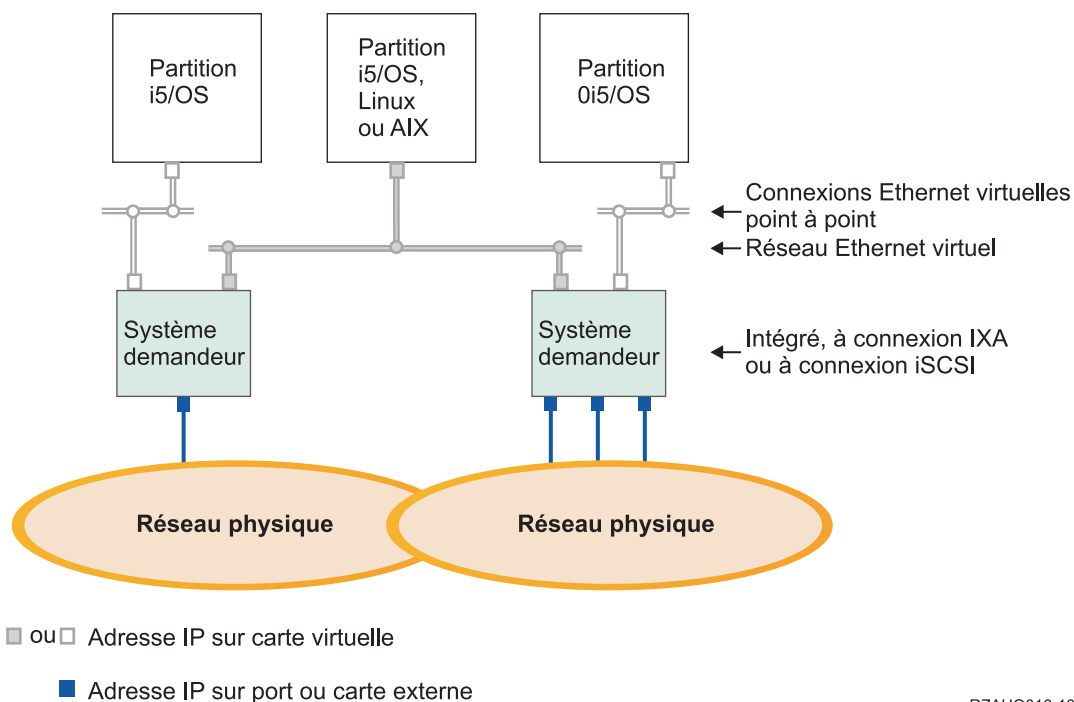 Partition
i5/OS
Partition
i5/OS,
Linux
ou AIX
Partition
0i5/OS
Connexions Ethernet virtuelles
point à point
Réseau Ethernet virtuel
Système
demandeur
Système
demandeur
Intégré, à connexion IXA
ou à connexion iSCSI
Réseau physique
Réseau physique
ou Adresse IP sur carte virtuelle
Adresse IP sur port ou carte externe